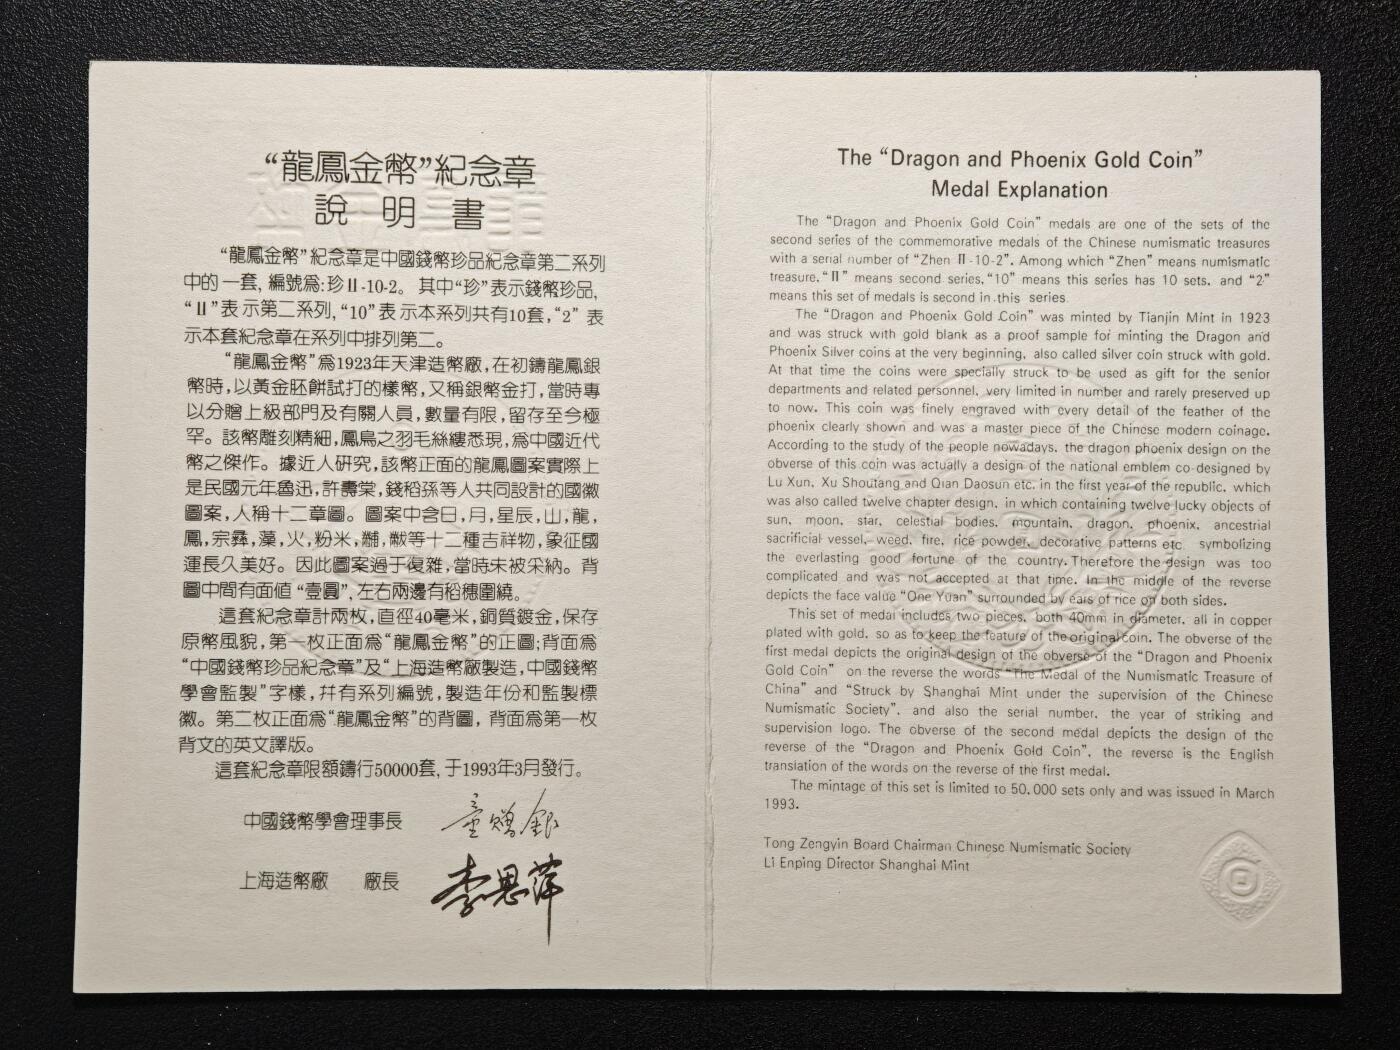 “龍鳳金幣”紀念章
說明書
“龍鳳金幣”紀念章是中國錢幣珍品紀念章第二系列
中的一套, 編號爲:珍Ⅱ-10-2。其中“珍”表示錢幣珍品,
“Ⅱ”表示第二系列,“10”表示本系列共有10套,“2”表
示本套紀念章在系列中排列第二。
“龍鳳金幣”爲1923年天津造幣廠,在初鑄龍鳳銀
幣時,以黃金胚餅試打的樣幣,又稱銀幣金打,當時專
以分贈上級部門及有關人員,數量有限,留存至今極
罕。該幣雕刻精細,鳳鳥之羽毛絲縷悉現,爲中國近代
幣之傑作。據近人研究,該幣正面的龍鳳圖案實際上
是民國元年魯迅,許壽棠,錢稻孫等人共同設計的國徽
圖案,人稱十二章圖。圖案中含日,月,星辰,山,龍,
鳳,宗彝,藻,火,粉米,黼,黻等十二種吉祥物,象征國
運長久美好。因此圖案過于復雜,當時未被采納。背
圖中間有面值“壹圓”,左右兩邊有稻穗圍繞。
這套紀念章計兩枚,直徑40毫米,銅質鍍金,保存
原幣風貌,第一枚正面爲“龍鳳金幣”的正圖;背面爲
“中國錢幣珍品紀念章”及“上海造幣廠製造,中國錢幣
學會監製”字樣,幷有系列編號,製造年份和監製標
徽。第二枚正面爲“龍鳳金幣”的背圖, 背面爲第一枚
背文的英文譯版。
這套紀念章限額鑄行50000套,于1993年3月發行。
中國錢幣學會理事長 童贈銀
上海造幣廠 廠長 李恩萍
The “Dragon and Phoenix Gold Coin”
Medal Explanation
The “Dragon and Phoenix Gold Coin” medals are one of the sets of the
second series of the commemorative medals of the Chinese numismatic treasures
with a serial number of “Zhen Ⅱ-10-2”. Among which “Zhen” means numismatic
treasure, “Ⅱ” means second series, “10” means this series has 10 sets, and “2”
means this set of medals is second in this series.
The “Dragon and Phoenix Gold Coin” was minted by Tianjin Mint in 1923
and was struck with gold blank as a proof sample for minting the Dragon and
Phoenix Silver coins at the very beginning, also called silver coin struck with gold.
At that time the coins were specially struck to be used as gift for the senior
departments and related personnel, very limited in number and rarely preserved up
to now. This coin was finely engraved with every detail of the feather of the
phoenix clearly shown and was a master piece of the Chinese modern coinage.
According to the study of the people nowadays, the dragon phoenix design on the
obverse of this coin was actually a design of the national emblem co-designed by
Lu Xun, Xu Shoutang and Qian Daosun etc. in the first year of the republic, which
was also called twelve chapter design, in which containing twelve lucky objects of
sun, moon, star, celestial bodies, mountain, dragon, phoenix, ancestrial
sacrificial vessel, weed, fire, rice powder, decorative patterns etc. symbolizing
the everlasting good fortune of the country. Therefore the design was too
complicated and was not accepted at that time. In the middle of the reverse
depicts the face value “One Yuan” surrounded by ears of rice on both sides.
This set of medal includes two pieces, both 40mm in diameter, all in copper
plated with gold, so as to keep the feature of the original coin. The obverse of the
first medal depicts the original design of the obverse of the “Dragon and Phoenix
Gold Coin” on the reverse the words “The Medal of the Numismatic Treasure of
China” and “Struck by Shanghai Mint under the supervision of the Chinese
Numismatic Society”, and also the serial number, the year of striking and
supervision logo. The obverse of the second medal depicts the design of the
reverse of the “Dragon and Phoenix Gold Coin”, the reverse is the English
translation of the words on the reverse of the first medal.
The mintage of this set is limited to 50,000 sets only and was issued in March
1993.
Tong Zengyin Board Chairman Chinese Numismatic Society
Li Enping Director Shanghai Mint